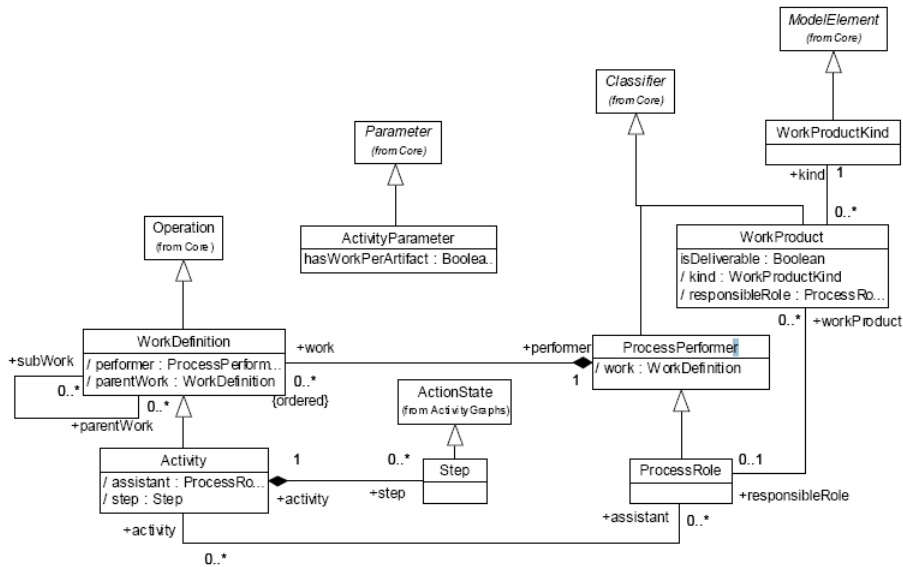 ModelElement
(from Core)
Classifier
(from Core)
Parameter
(from Core)
WorkProductKind
+kind
1
0..*
Operation
(from Core)
ActivityParameter
hasWorkPerArtifact : Boolea..
WorkProduct
isDeliverable : Boolean
/ kind : WorkProductKind
/ responsibleRole : ProcessRo...
0..*
+workProduct
WorkDefinition
/ performer : ProcessPerform...
/ parentWork : WorkDefinition
+subWork
0..*
0..*
+parentWork
+work
0..*
{ordered}
+performer
1
ProcessPerformer
/ work : WorkDefinition
ActionState
(from ActivityGraphs)
Activity
/ assistant : ProcessRo...
/ step : Step
1
+activity
0..*
+step
Step
ProcessRole
0..1
+responsibleRole
+assistant
0..*
+activity
0..*